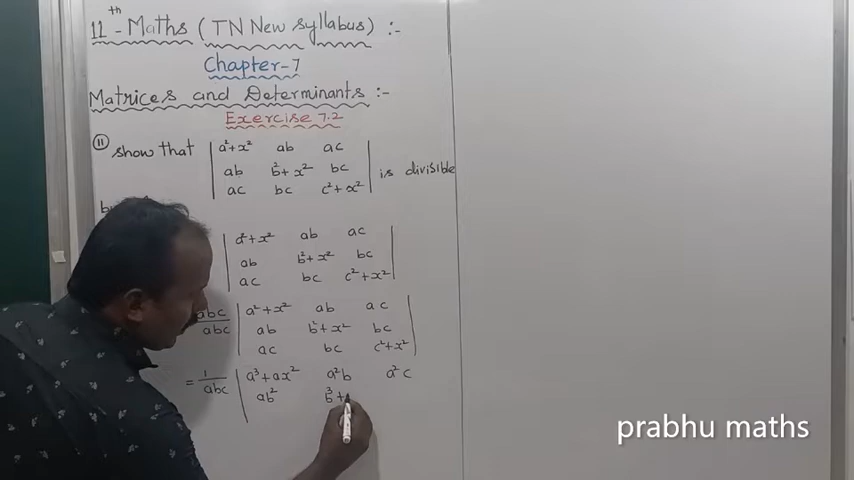 11th - Maths (TN New syllabus) :-
Chapter-7
Matrices and Determinants :-
Exercise 7.2
⑪ show that | a²+x² ab ac |
| ab b²+x² bc | is divisible
| ac bc c²+x² |
| a²+x² ab ac |
| ab b²+x² bc |
| ac bc c²+x² |
abc/abc | a²+x² ab ac |
| ab b²+x² bc |
| ac bc c²+x² |
= 1/abc | a³+ax² a²b a²c
ab² b³+
prabhu maths